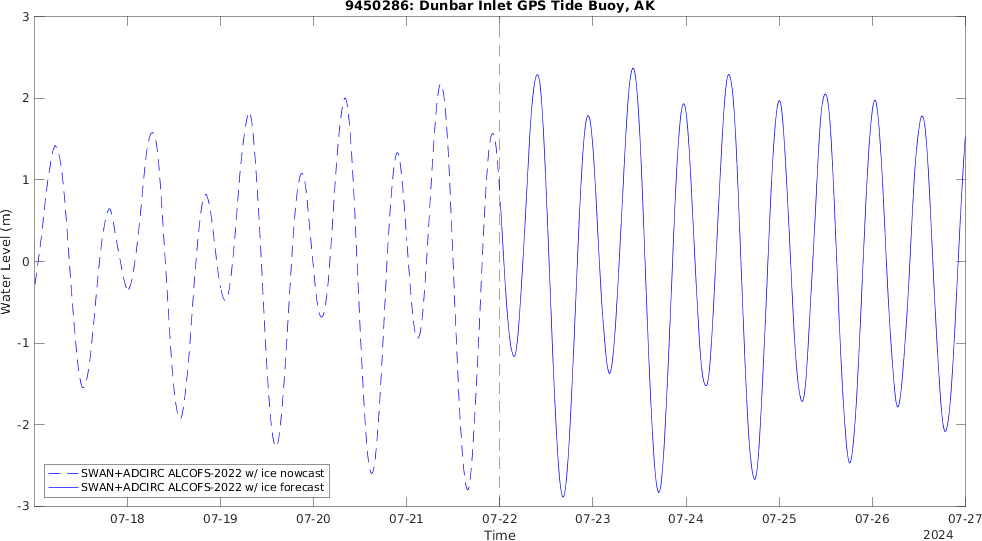 9450286: Dunbar Inlet GPS Tide Buoy, AK
3
2
1
0
-1
-2
-3
Water Level (m)
SWAN+ADCIRC ALCOFS-2022 w/ ice nowcast
SWAN+ADCIRC ALCOFS-2022 w/ ice forecast
07-18 07-19 07-20 07-21 07-22 07-23 07-24 07-25 07-26 07-27
Time
2024